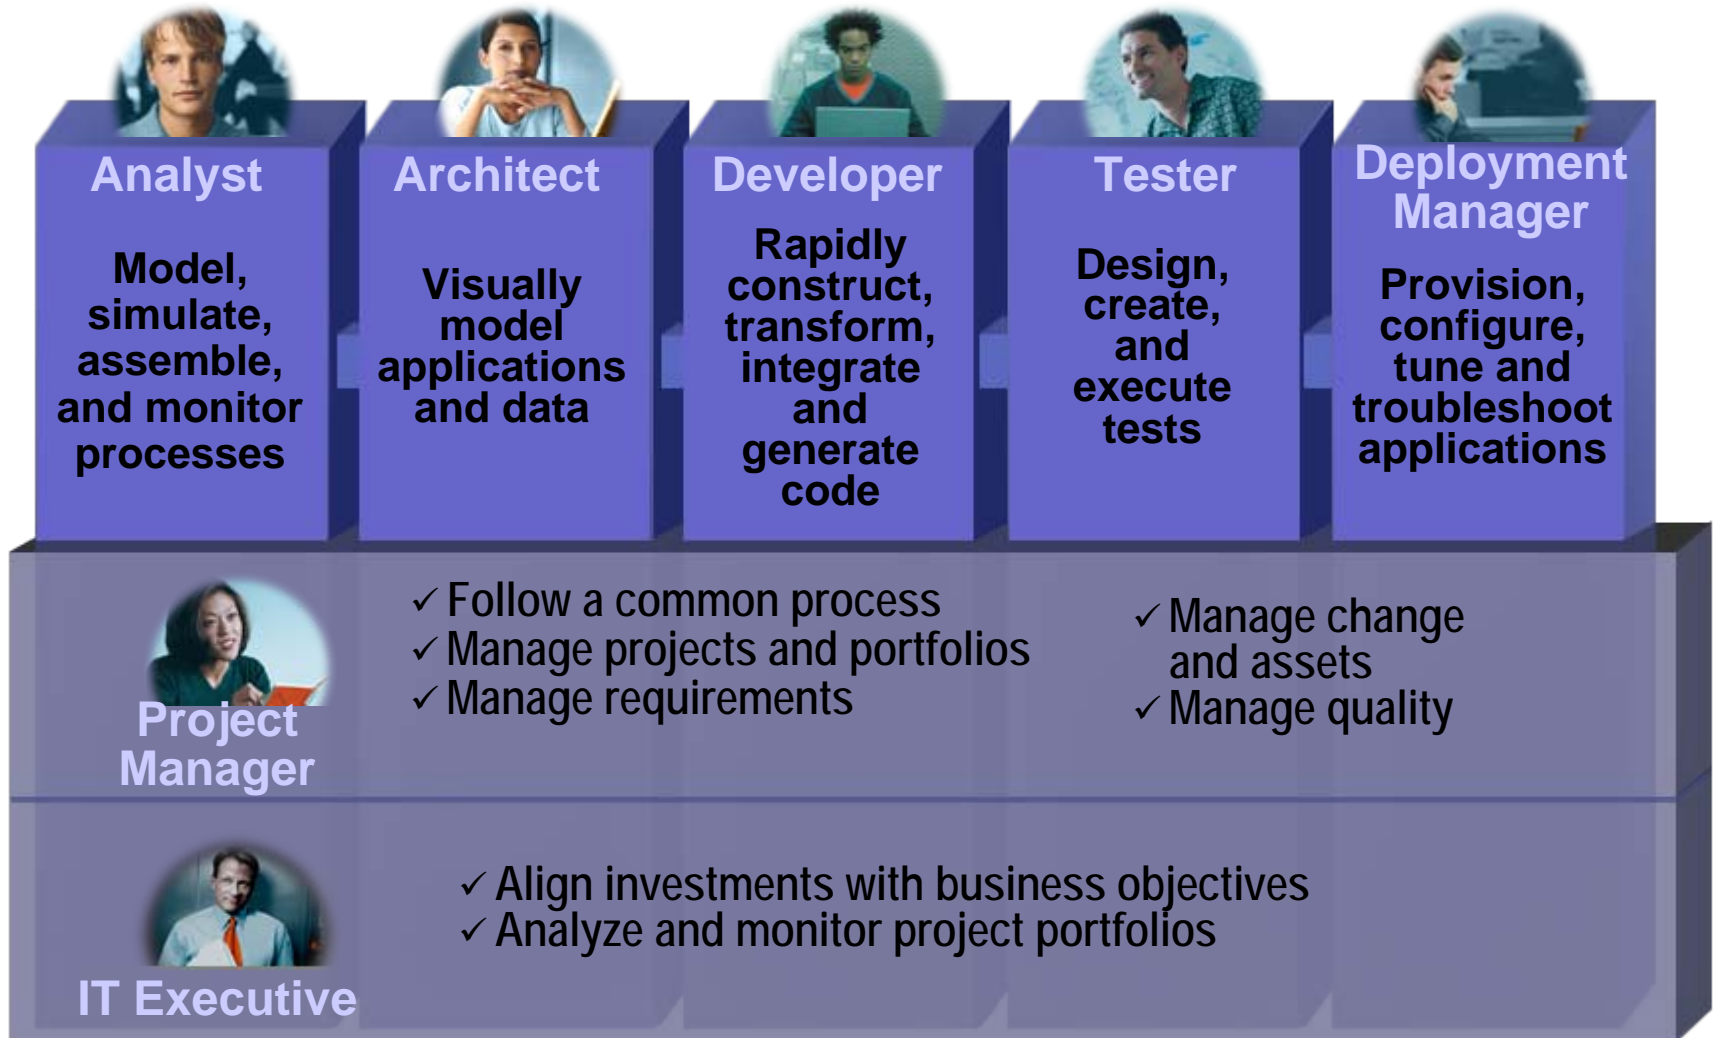 Analyst
Model,
simulate,
assemble,
and monitor
processes
Architect
Visually
model
applications
and data
Developer
Rapidly
construct,
transform,
integrate
and
generate
code
Tester
Design,
create,
and
execute
tests
Deployment
Manager
Provision,
configure,
tune and
troubleshoot
applications
Project
Manager
✓ Follow a common process
✓ Manage projects and portfolios
✓ Manage requirements
✓ Manage change
and assets
✓ Manage quality
IT Executive
✓ Align investments with business objectives
✓ Analyze and monitor project portfolios